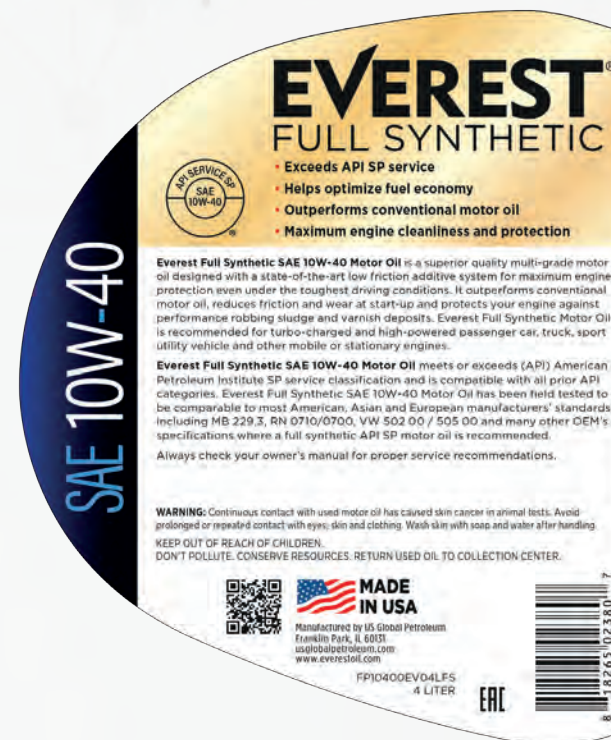 EVEREST®
FULL SYNTHETIC
• Exceeds API SP service
• Helps optimize fuel economy
• Outperforms conventional motor oil
• Maximum engine cleanliness and protection
API SERVICE SP
SAE
10W-40
®
SAE 10W-40
Everest Full Synthetic SAE 10W-40 Motor Oil is a superior quality multi-grade motor
oil designed with a state-of-the-art low friction additive system for maximum engine
protection even under the toughest driving conditions. It outperforms conventional
motor oil, reduces friction and wear at start-up and protects your engine against
performance robbing sludge and varnish deposits. Everest Full Synthetic Motor Oil
is recommended for turbo-charged and high-powered passenger car, truck, sport
utility vehicle and other mobile or stationary engines.
Everest Full Synthetic SAE 10W-40 Motor Oil meets or exceeds (API) American
Petroleum Institute SP service classification and is compatible with all prior API
categories. Everest Full Synthetic SAE 10W-40 Motor Oil has been field tested to
be comparable to most American, Asian and European manufacturers' standards
including MB 229.3, RN 0710/0700, VW 502 00 / 505 00 and many other OEM's
specifications where a full synthetic API SP motor oil is recommended.
Always check your owner's manual for proper service recommendations.
WARNING: Continuous contact with used motor oil has caused skin cancer in animal tests. Avoid
prolonged or repeated contact with eyes, skin and clothing. Wash skin with soap and water after handling.
KEEP OUT OF REACH OF CHILDREN.
DON'T POLLUTE. CONSERVE RESOURCES. RETURN USED OIL TO COLLECTION CENTER.
MADE
IN USA
Manufactured by US Global Petroleum
Franklin Park, IL 60131
usglobalpetroleum.com
www.everestoil.com
FP10400EV04LFS
4 LITER
EAC
8 18265 02380 7